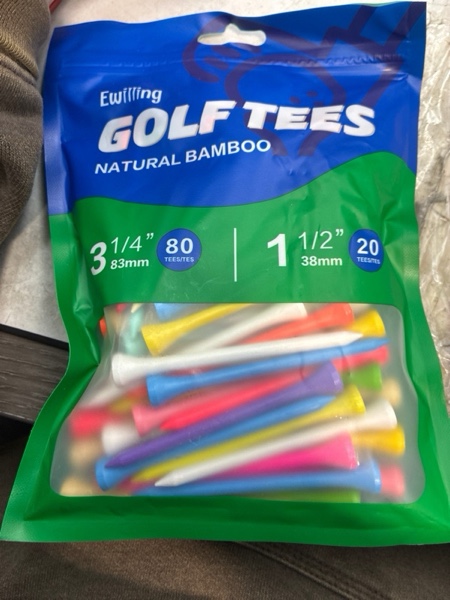 Ewilling
GOLF TEES
NATURAL BAMBOO
3 1/4” 83mm 80 TEES/TES
1 1/2” 38mm 20 TEES/TES